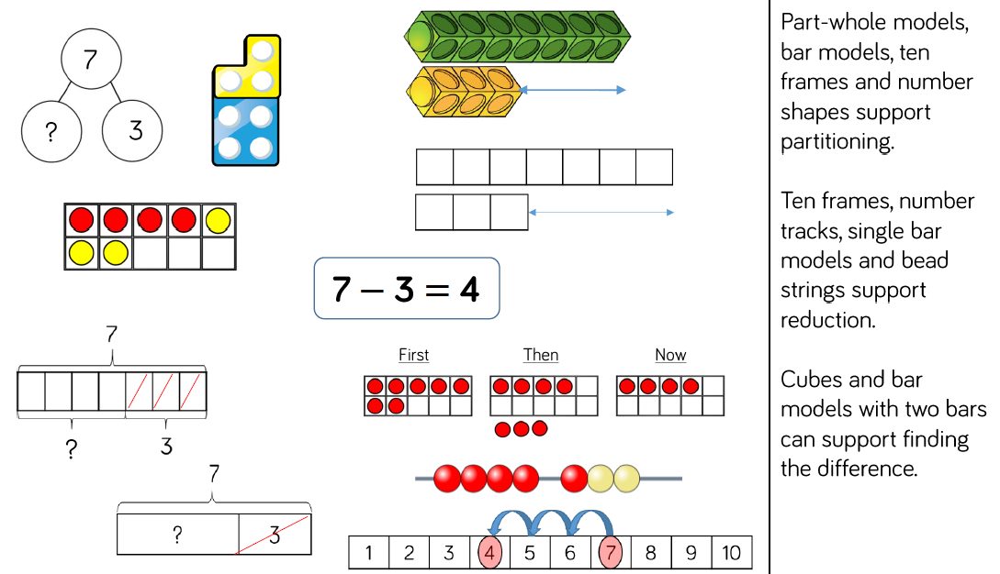 7
?
3
7 – 3 = 4
7
?
3
7
?
3
First
Then
Now
1 2 3 4 5 6 7 8 9 10
Part-whole models,
bar models, ten
frames and number
shapes support
partitioning.
Ten frames, number
tracks, single bar
models and bead
strings support
reduction.
Cubes and bar
models with two bars
can support finding
the difference.